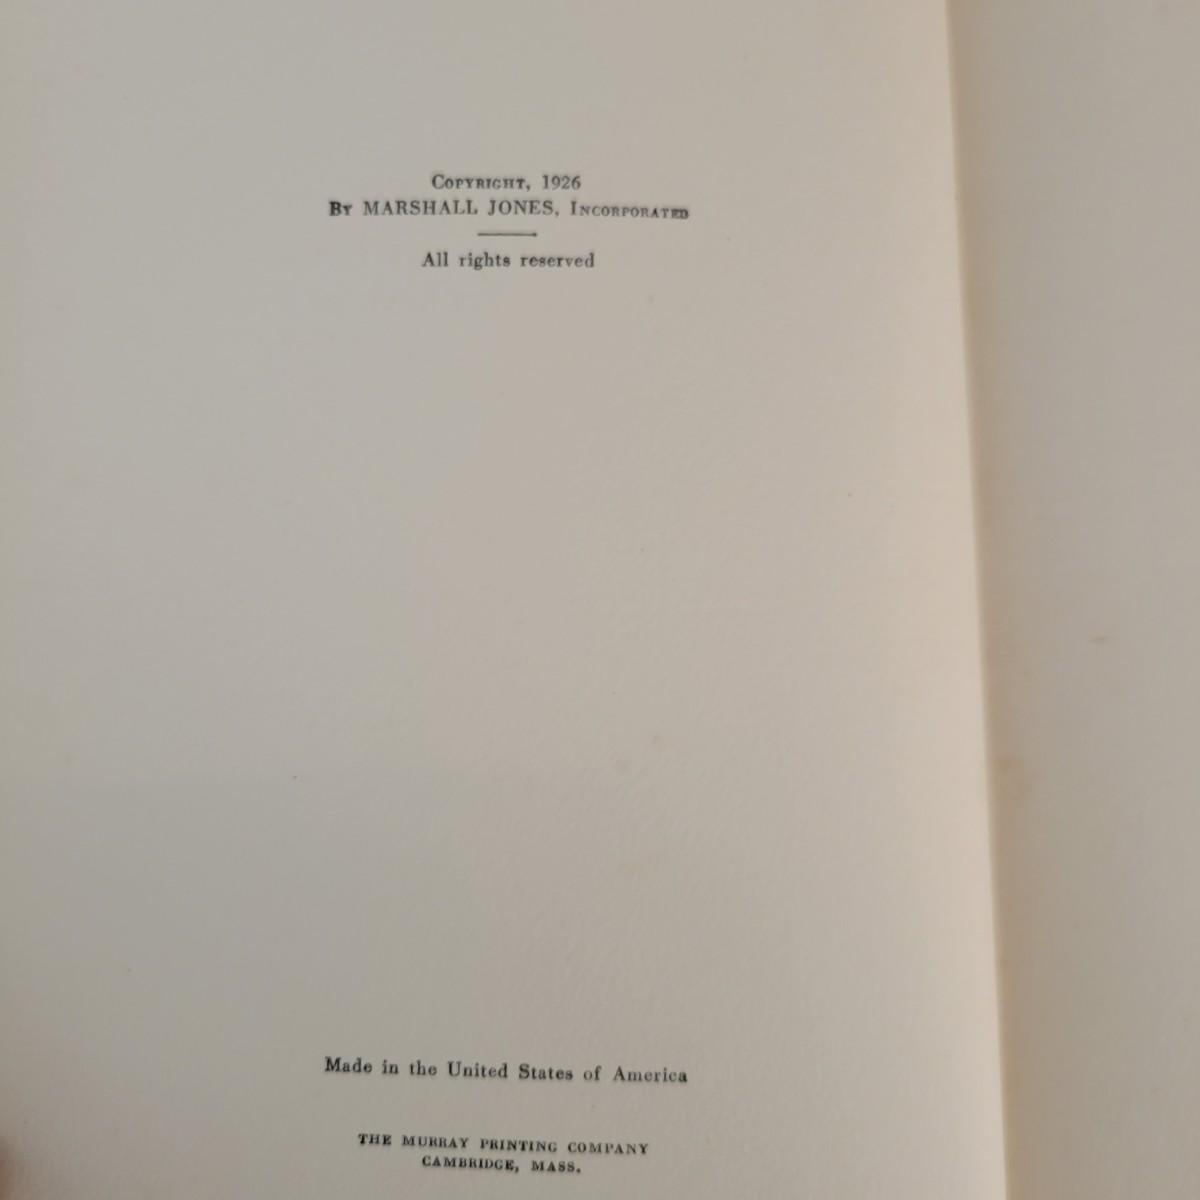 Copyright, 1926
By MARSHALL JONES, Incorporated
All rights reserved
Made in the United States of America
THE MURRAY PRINTING COMPANY
CAMBRIDGE, MASS.